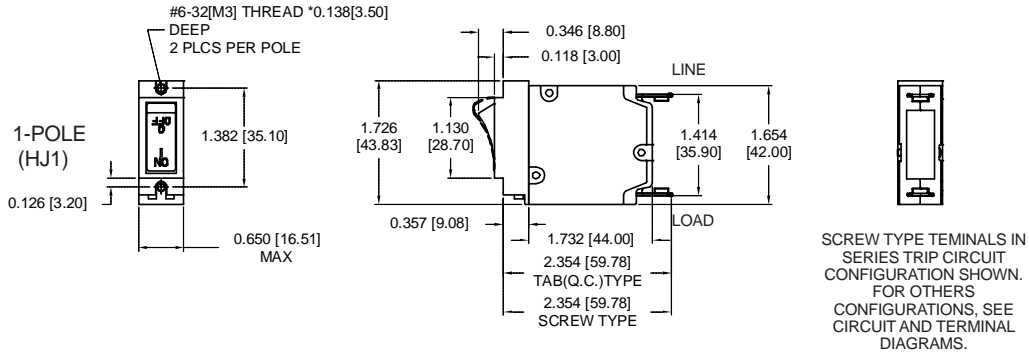 #6-32[M3] THREAD *0.138[3.50]
DEEP
2 PLCS PER POLE
0.346 [8.80]
0.118 [3.00]
LINE
1-POLE
(HJ1)
OFF
O
I
ON
1.382 [35.10]
1.726
[43.83]
1.130
[28.70]
1.414
[35.90]
1.654
[42.00]
0.126 [3.20]
0.650 [16.51]
MAX
0.357 [9.08]
LOAD
1.732 [44.00]
2.354 [59.78]
TAB(Q.C.)TYPE
2.354 [59.78]
SCREW TYPE
SCREW TYPE TEMINALS IN
SERIES TRIP CIRCUIT
CONFIGURATION SHOWN.
FOR OTHERS
CONFIGURATIONS, SEE
CIRCUIT AND TERMINAL
DIAGRAMS.